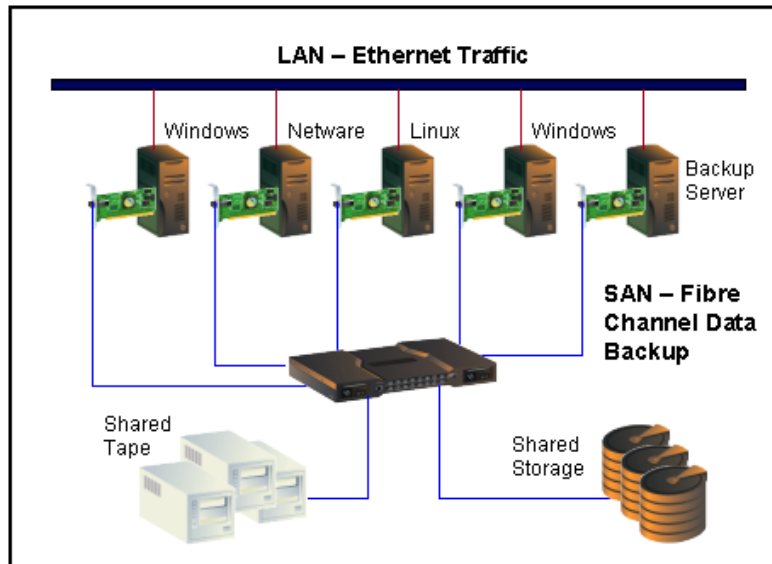 LAN – Ethernet Traffic
Windows
Netware
Linux
Windows
Backup
Server
SAN – Fibre
Channel Data
Backup
Shared
Tape
Shared
Storage